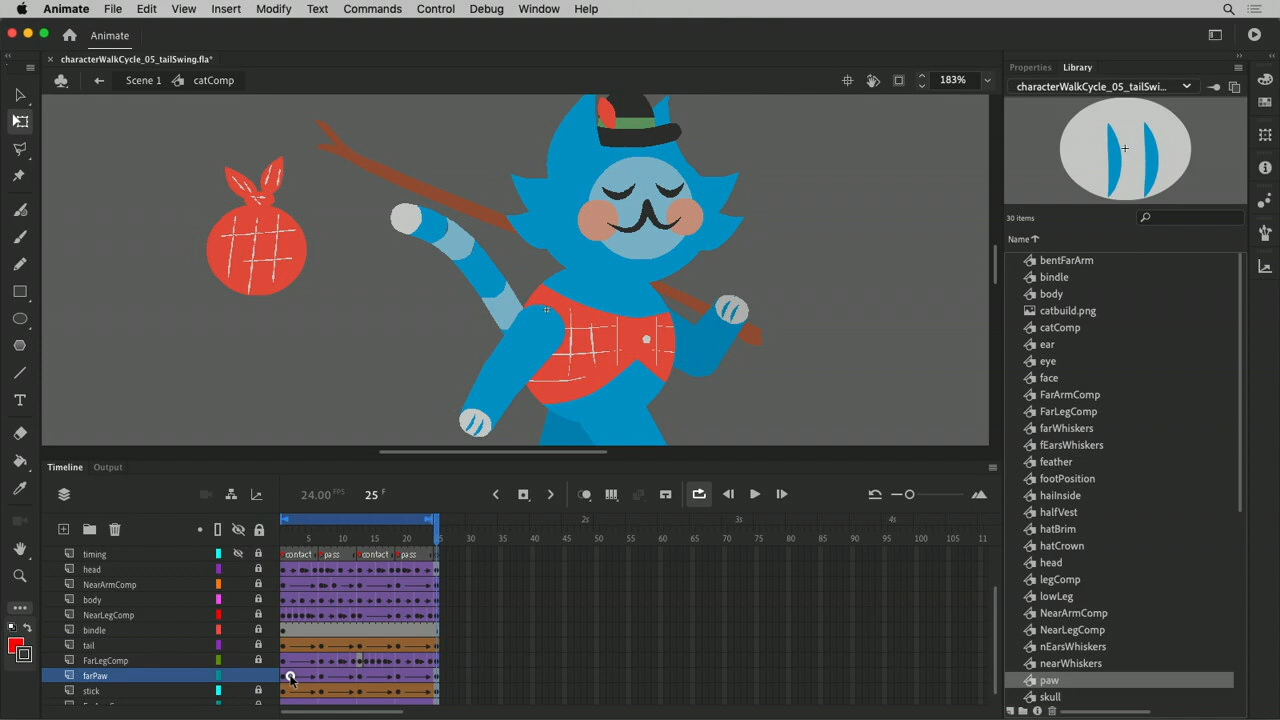 Animate File Edit View Insert Modify Text Commands Control Debug Window Help
Animate
characterWalkCycle_05_tailSwing.fla*
Scene 1 catComp 183%
Properties Library
characterWalkCycle_05_tailSwi...
30 items
Name
bentFarArm
bindle
body
catbuild.png
catComp
ear
eye
face
FarArmComp
FarLegComp
farWhiskers
fEarsWhiskers
feather
footPosition
hailnside
halfVest
hatBrim
hatCrown
head
legComp
lowLeg
NearArmComp
NearLegComp
nEarsWhiskers
nearWhiskers
paw
skull
Timeline Output
24.00 FPS 25 F
1s 2s 3s 4s
5 10 15 20 25 30 35 40 45 50 55 60 65 70 75 80 85 90 95 100 105 11
timing contact pass contact pass
head
NearArmComp
body
NearLegComp
bindle
tail
FarLegComp
farPaw
stick